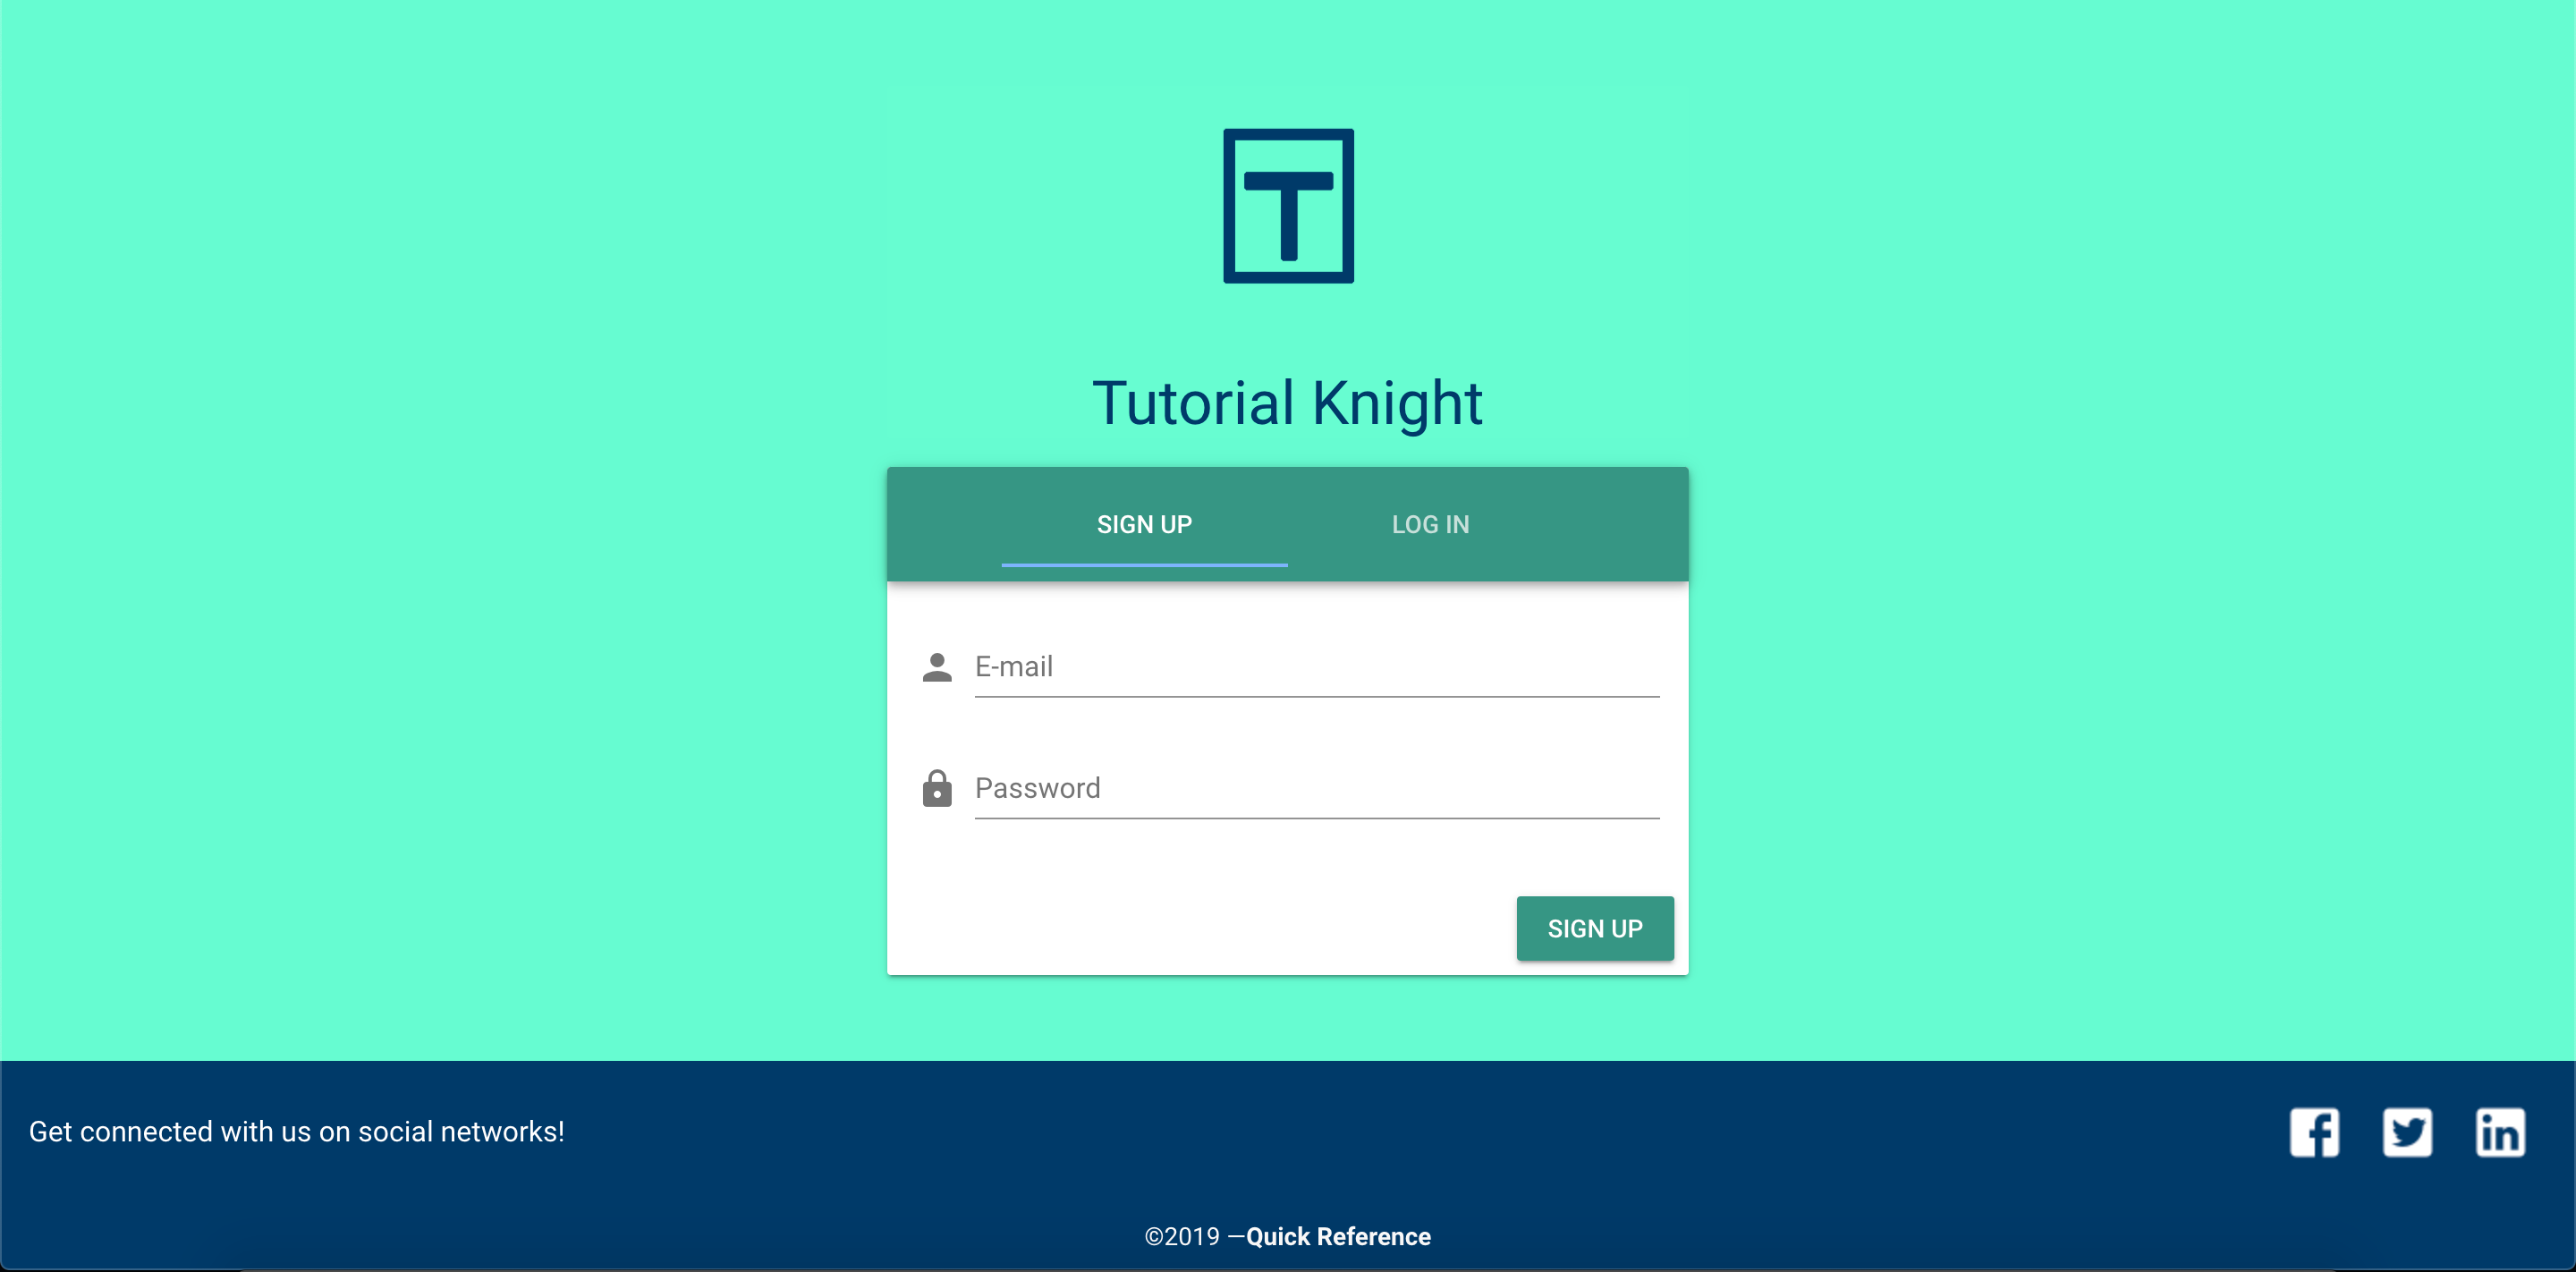 T
Tutorial Knight
SIGN UP LOG IN
E-mail
Password
SIGN UP
Get connected with us on social networks!
f in
©2019 —Quick Reference